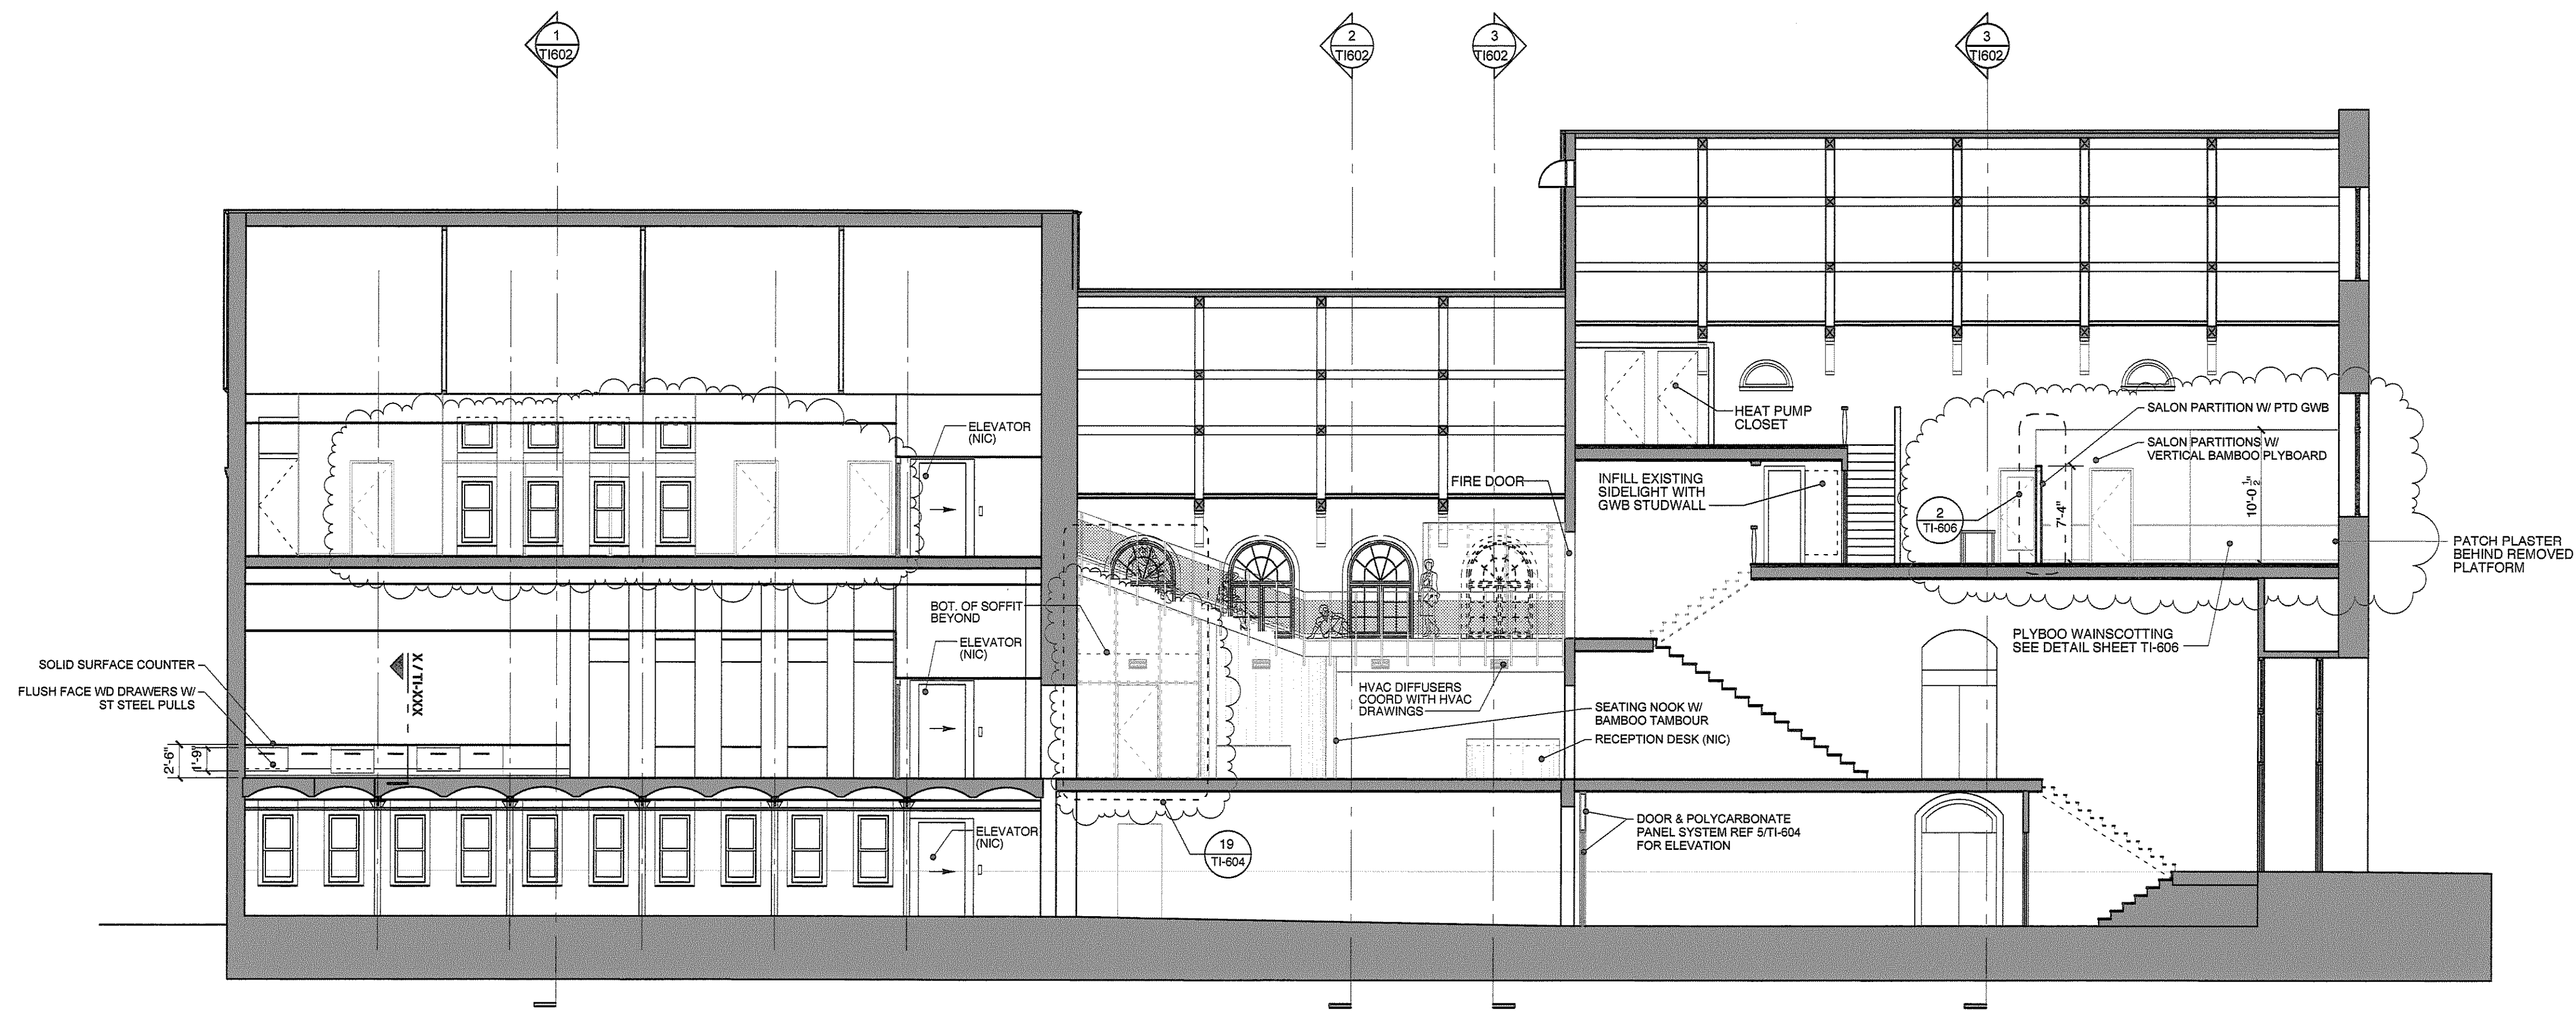 1
TI602
2
TI602
3
TI602
3
TI602
ELEVATOR
(NIC)
HEAT PUMP
CLOSET
SALON PARTITION W/ PTD GWB
SALON PARTITIONS W/
VERTICAL BAMBOO PLYBOARD
FIRE DOOR
INFILL EXISTING
SIDELIGHT WITH
GWB STUDWALL
2
TI-606
7'-4"
10'-0 1/2"
PATCH PLASTER
BEHIND REMOVED
PLATFORM
BOT. OF SOFFIT
BEYOND
ELEVATOR
(NIC)
PLYBOO WAINSCOTTING
SEE DETAIL SHEET TI-606
SOLID SURFACE COUNTER
FLUSH FACE WD DRAWERS W/
ST STEEL PULLS
X / TI-XXX
HVAC DIFFUSERS
COORD WITH HVAC
DRAWINGS
SEATING NOOK W/
BAMBOO TAMBOUR
RECEPTION DESK (NIC)
2'-6"
1'-9"
ELEVATOR
(NIC)
19
TI-604
DOOR & POLYCARBONATE
PANEL SYSTEM REF 5/TI-604
FOR ELEVATION